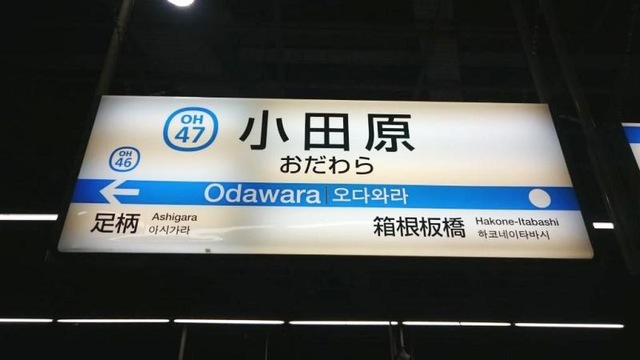 OH
47
小田原
おだわら
OH
46
Odawara 오다와라
足柄 Ashigara
아시가라
箱根板橋 Hakone-Itabashi
하코네이타바시